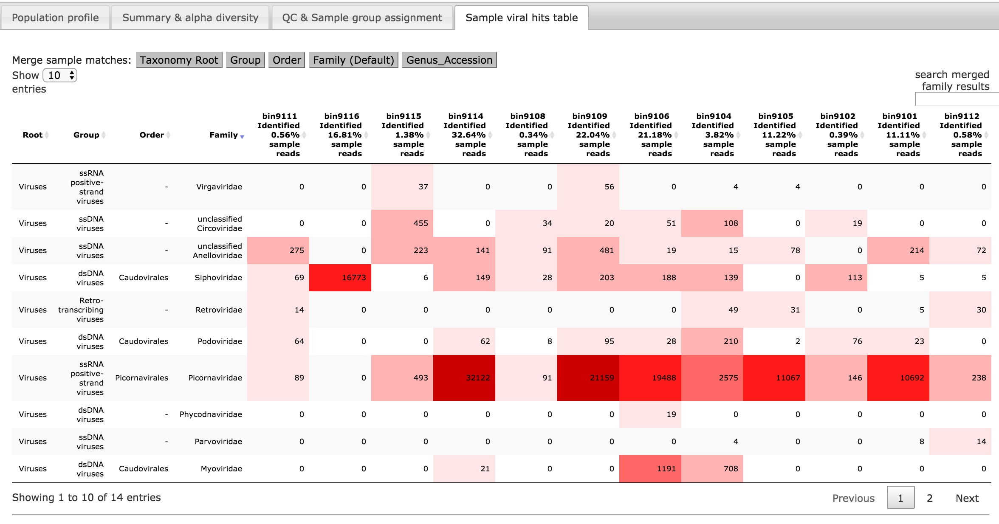 Population profile Summary & alpha diversity QC & Sample group assignment Sample viral hits table
Merge sample matches: Taxonomy Root Group Order Family (Default) Genus_Accession
Show 10
entries
search merged
family results
bin9111 bin9116 bin9115 bin9114 bin9108 bin9109 bin9106 bin9104 bin9105 bin9102 bin9101 bin9112
Identified Identified Identified Identified Identified Identified Identified Identified Identified Identified Identified Identified
Root Group Order Family 0.56% 16.81% 1.38% 32.64% 0.34% 22.04% 21.18% 3.82% 11.22% 0.39% 11.11% 0.58%
sample sample sample sample sample sample sample sample sample sample sample sample
reads reads reads reads reads reads reads reads reads reads reads reads
ssRNA
positive-
Viruses - Virgaviridae 0 0 37 0 0 56 0 4 4 0 0 0
strand
viruses
ssDNA unclassified
Viruses - 0 0 455 0 34 20 51 108 0 19 0 0
viruses Circoviridae
ssDNA unclassified
Viruses - 275 0 223 141 91 481 19 15 78 0 214 72
viruses Anelloviridae
dsDNA
Viruses Caudovirales Siphoviridae 69 16773 6 149 28 203 188 139 0 113 5 5
viruses
Retro-
Viruses transcribing - Retroviridae 14 0 0 0 0 0 0 49 31 0 5 30
viruses
dsDNA
Viruses Caudovirales Podoviridae 64 0 0 62 8 95 28 210 2 76 23 0
viruses
ssRNA
positive-
Viruses Picornavirales Picornaviridae 89 0 493 32122 91 21159 19488 2575 11067 146 10692 238
strand
viruses
dsDNA
Viruses - Phycodnaviridae 0 0 0 0 0 0 19 0 0 0 0 0
viruses
ssDNA
Viruses - Parvoviridae 0 0 0 0 0 0 0 4 0 0 8 14
viruses
dsDNA
Viruses Caudovirales Myoviridae 0 0 0 21 0 0 1191 708 0 0 0 0
viruses
Showing 1 to 10 of 14 entries
Previous 1 2 Next